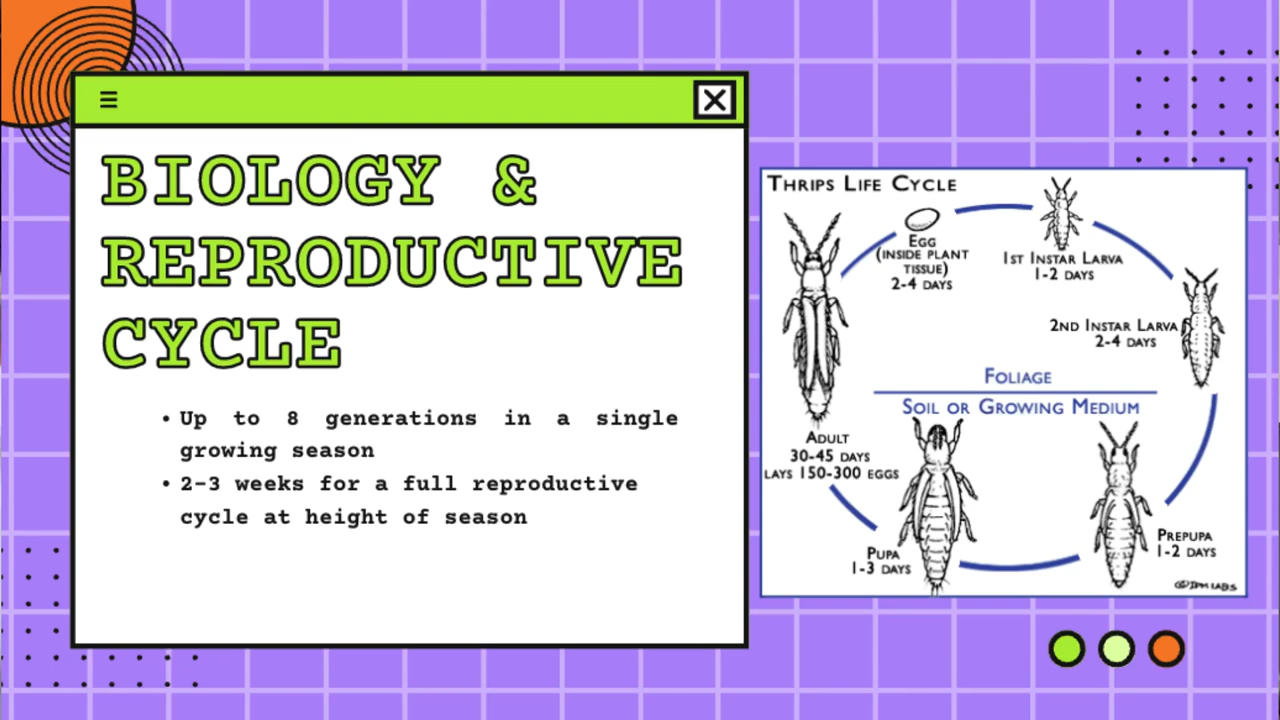 BIOLOGY &
REPRODUCTIVE
CYCLE
• Up to 8 generations in a single
growing season
• 2-3 weeks for a full reproductive
cycle at height of season
THRIPS LIFE CYCLE
EGG
(INSIDE PLANT
TISSUE)
2-4 DAYS
1ST INSTAR LARVA
1-2 DAYS
2ND INSTAR LARVA
2-4 DAYS
FOLIAGE
SOIL OR GROWING MEDIUM
ADULT
30-45 DAYS
LAYS 150-300 EGGS
PREPUPA
1-2 DAYS
PUPA
1-3 DAYS
IPM LABS